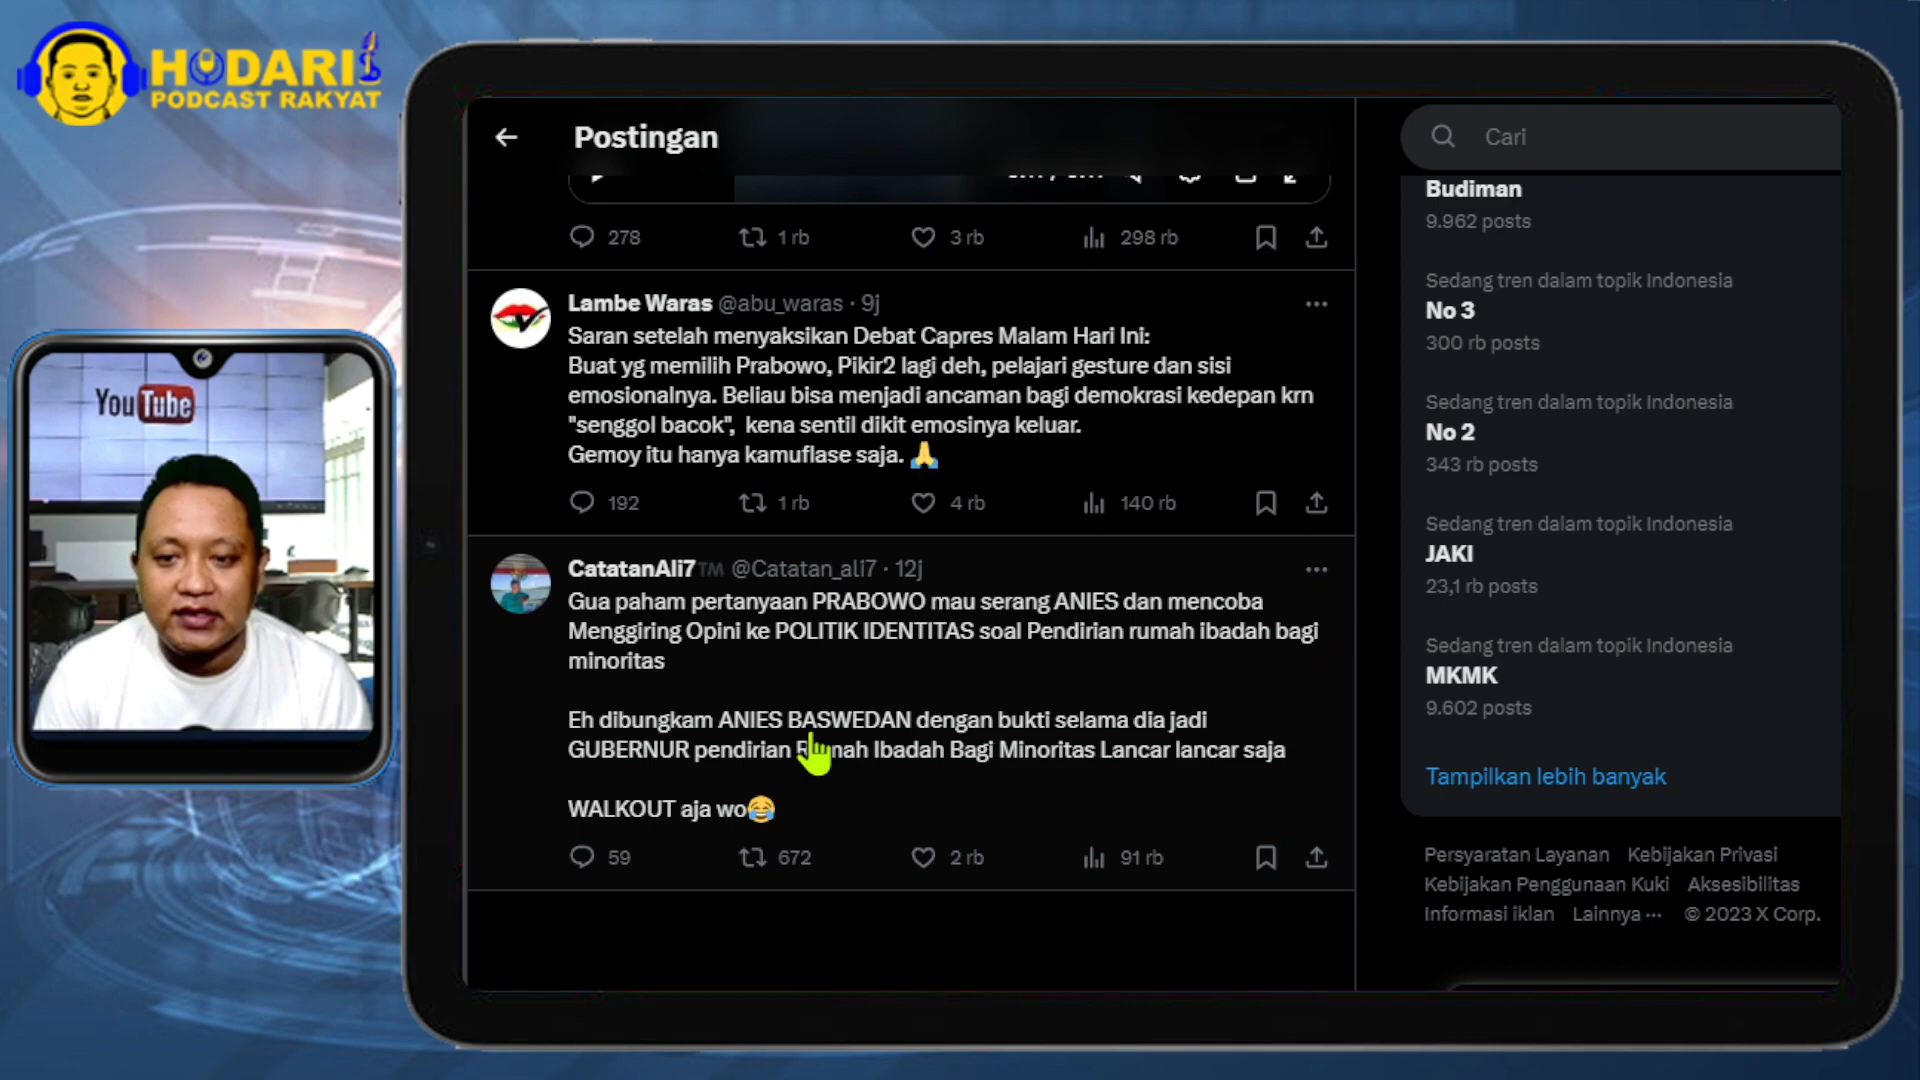 HODARI
PODCAST RAKYAT
YouTube
Postingan
278 1 rb 3 rb 298 rb
Lambe Waras @abu_waras · 9j
Saran setelah menyaksikan Debat Capres Malam Hari Ini:
Buat yg memilih Prabowo, Pikir2 lagi deh, pelajari gesture dan sisi
emosionalnya. Beliau bisa menjadi ancaman bagi demokrasi kedepan krn
"senggol bacok", kena sentil dikit emosinya keluar.
Gemoy itu hanya kamuflase saja. 🙏
192 1 rb 4 rb 140 rb
CatatanAli7™ @Catatan_ali7 · 12j
Gua paham pertanyaan PRABOWO mau serang ANIES dan mencoba
Menggiring Opini ke POLITIK IDENTITAS soal Pendirian rumah ibadah bagi
minoritas
Eh dibungkam ANIES BASWEDAN dengan bukti selama dia jadi
GUBERNUR pendirian Ibadah Bagi Minoritas Lancar lancar saja
WALKOUT aja wo😂
59 672 2 rb 91 rb
Cari
Budiman
9.962 posts
Sedang tren dalam topik Indonesia
No 3
300 rb posts
Sedang tren dalam topik Indonesia
No 2
343 rb posts
Sedang tren dalam topik Indonesia
JAKI
23,1 rb posts
Sedang tren dalam topik Indonesia
MKMK
9.602 posts
Tampilkan lebih banyak
Persyaratan Layanan Kebijakan Privasi
Kebijakan Penggunaan Kuki Aksesibilitas
Informasi iklan Lainnya ··· © 2023 X Corp.